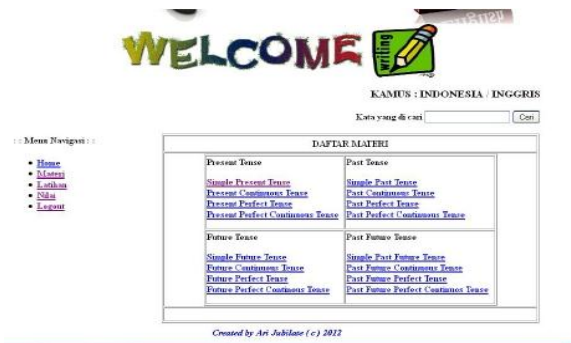 WELCOME
writing
KAMUS : INDONESIA / INGGRIS
Kata yang di cari
Cari
: : Menu Navigasi : :
Home
Materi
Latihan
Nilai
Logout
DAFTAR MATERI
Present Tense
Simple Present Tense
Present Continuous Tense
Present Perfect Tense
Present Perfect Continuous Tense
Past Tense
Simple Past Tense
Past Continuous Tense
Past Perfect Tense
Past Perfect Continuous Tense
Future Tense
Simple Future Tense
Future Continuous Tense
Future Perfect Tense
Future Perfect Continuous Tense
Past Future Tense
Simple Past Future Tense
Past Future Continuous Tense
Past Future Perfect Tense
Past Future Perfect Continuos Tense
Created by Ari Jubilase ( c ) 2012